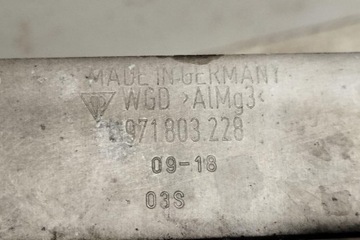 MADE IN GERMANY
WGD >AlMg3<
971 803 228
09-18
03S